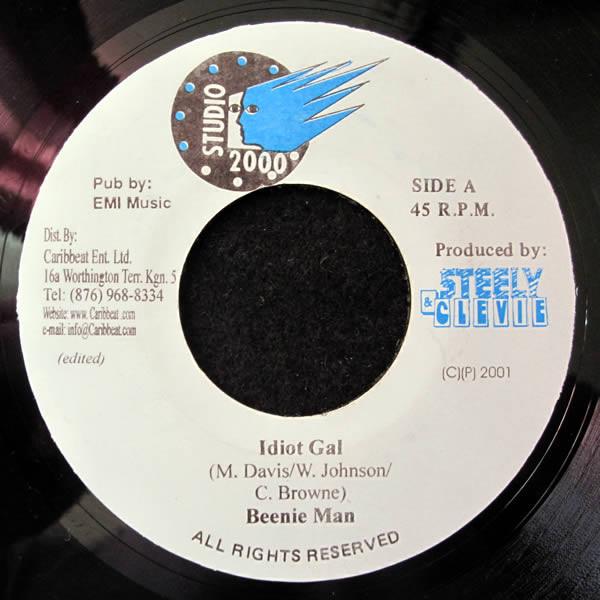 STUDIO
2000
Pub by:
EMI Music
SIDE A
45 R.P.M.
Dist. By:
Caribbeat Ent. Ltd.
16a Worthington Terr. Kgn. 5
Tel: (876) 968-8334
Website: www. Caribbeat .com
e-mail: info@Caribbeat.com
(edited)
Produced by:
STEELY
& CLEVIE
(C)(P) 2001
Idiot Gal
(M. Davis/W. Johnson/
C. Browne)
Beenie Man
ALL RIGHTS RESERVED